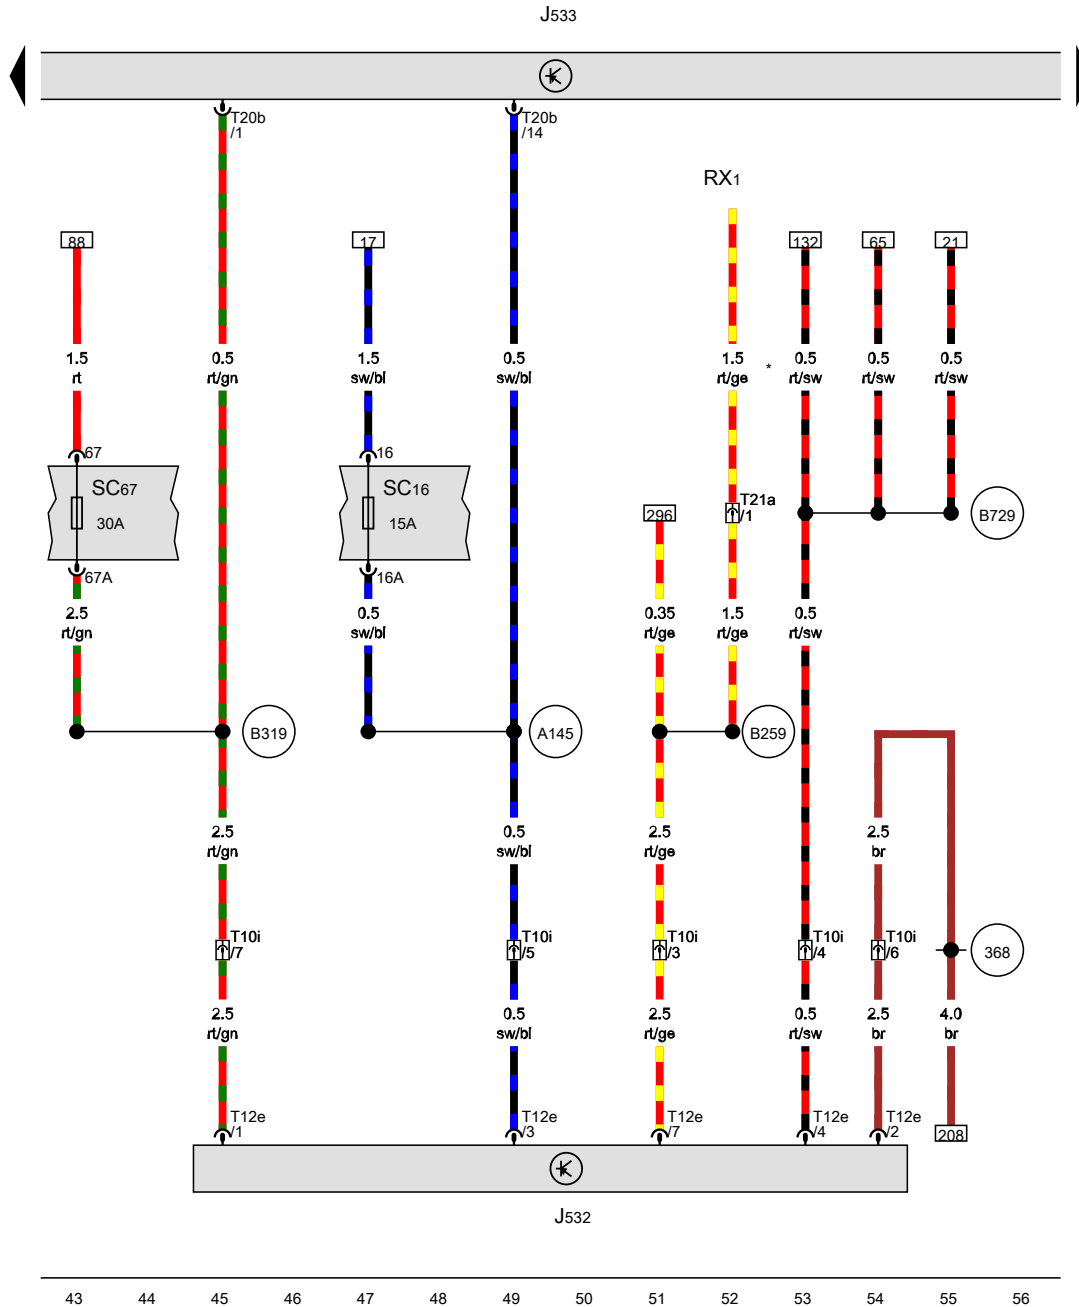 J533
T20b
/1
T20b
/14
RX1
88
17
132
65
21
1.5
rt
0.5
rt/gn
1.5
sw/bl
0.5
sw/bl
1.5
rt/ge
*
0.5
rt/sw
0.5
rt/sw
0.5
rt/sw
67
16
SC67
30A
SC16
15A
296
T21a
/1
B729
67A
16A
2.5
rt/gn
0.5
sw/bl
0.35
rt/ge
1.5
rt/ge
0.5
rt/sw
B319
A145
B259
2.5
rt/gn
0.5
sw/bl
2.5
rt/ge
2.5
br
T10i
/7
T10i
/5
T10i
/3
T10i
/4
T10i
/6
368
2.5
rt/gn
0.5
sw/bl
2.5
rt/ge
0.5
rt/sw
2.5
br
4.0
br
T12e
/1
T12e
/3
T12e
/7
T12e
/4
T12e
/2
208
J532
43 44 45 46 47 48 49 50 51 52 53 54 55 56